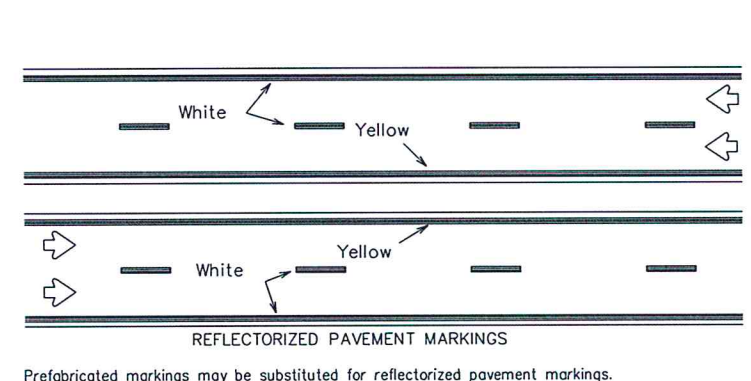 White
Yellow
Yellow
White
REFLECTORIZED PAVEMENT MARKINGS
Prefabricated markings may be substituted for reflectorized pavement markings.